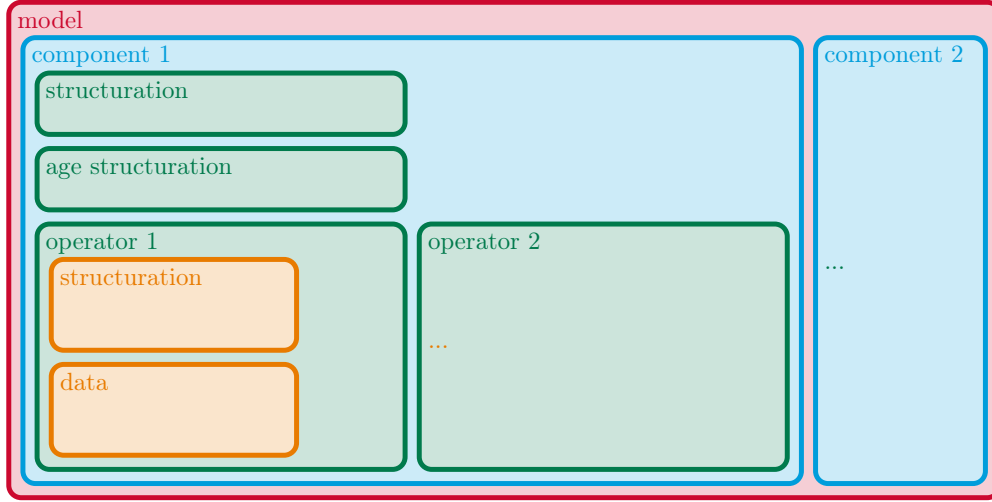 model
component 1
component 2
structuration
age structuration
operator 1
operator 2
structuration
...
...
data